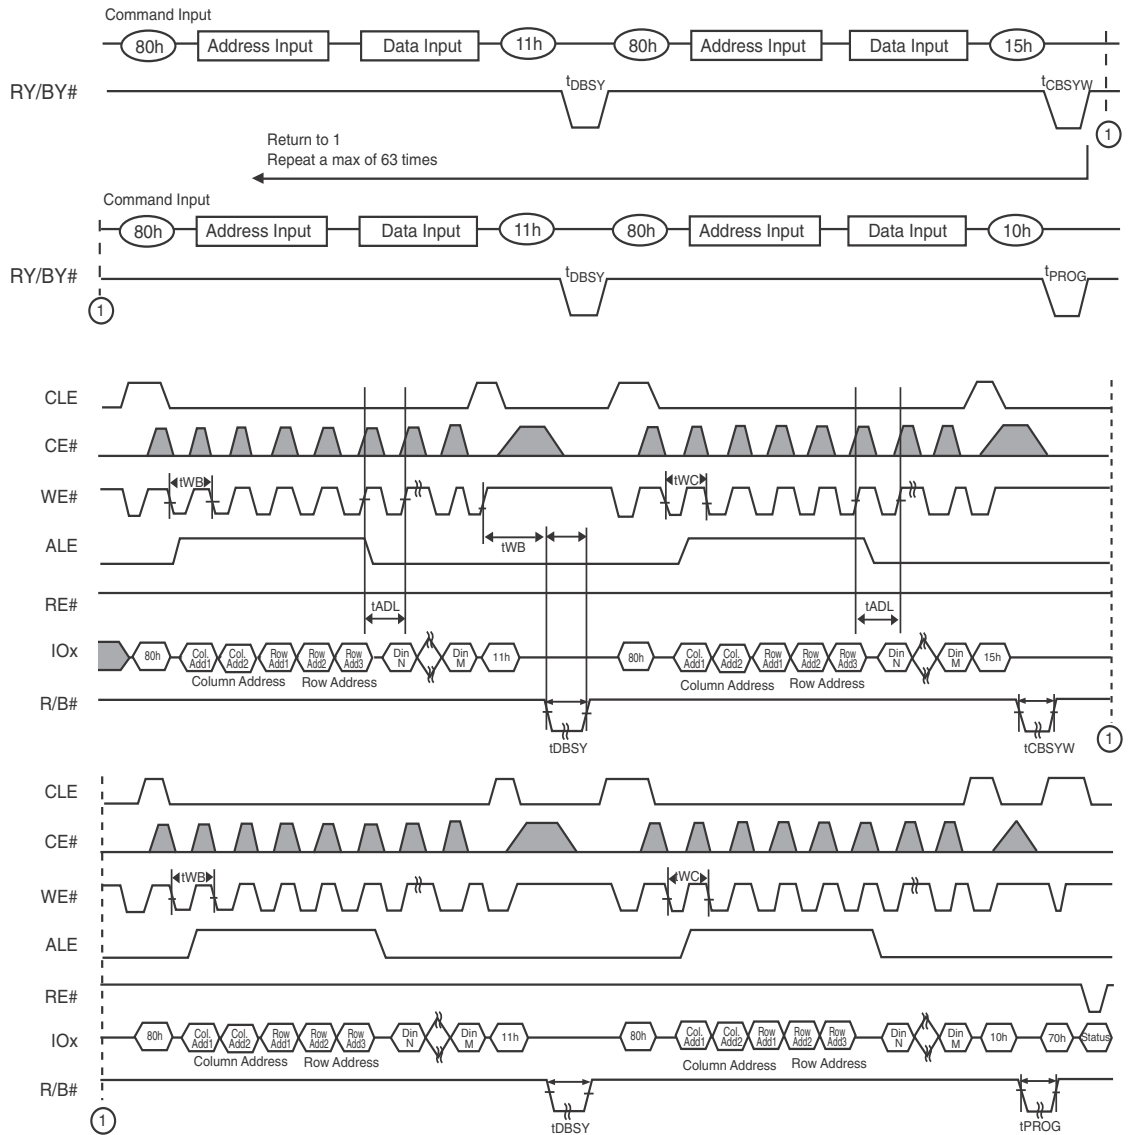 Command Input
80h Address Input Data Input 11h 80h Address Input Data Input 15h
RY/BY# tDBSY tCBSYW
1
Return to 1
Repeat a max of 63 times
Command Input
80h Address Input Data Input 11h 80h Address Input Data Input 10h
RY/BY# tDBSY tPROG
1
CLE
CE#
WE# tWB tWC
ALE tWB
RE# tADL tADL
IOx 80h Col. Add1 Col. Add2 Row Add1 Row Add2 Row Add3 Din N Din M 11h 80h Col. Add1 Col. Add2 Row Add1 Row Add2 Row Add3 Din N Din M 15h
Column Address Row Address Column Address Row Address
R/B#
tDBSY tCBSYW 1
CLE
CE#
WE# tWB tWC
ALE
RE#
IOx 80h Col. Add1 Col. Add2 Row Add1 Row Add2 Row Add3 Din N Din M 11h 80h Col. Add1 Col. Add2 Row Add1 Row Add2 Row Add3 Din N Din M 10h 70h Status
Column Address Row Address Column Address Row Address
R/B#
1 tDBSY tPROG